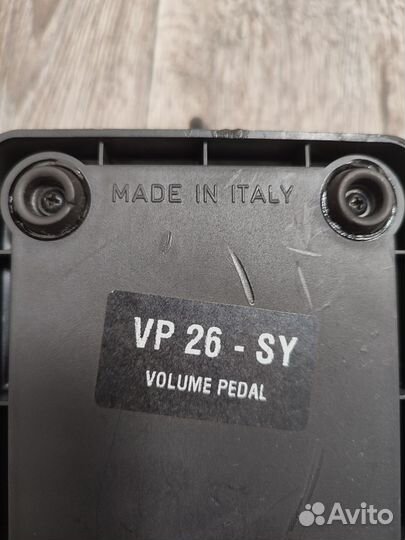 MADE IN ITALY
VP 26 - SY
VOLUME PEDAL
Avito